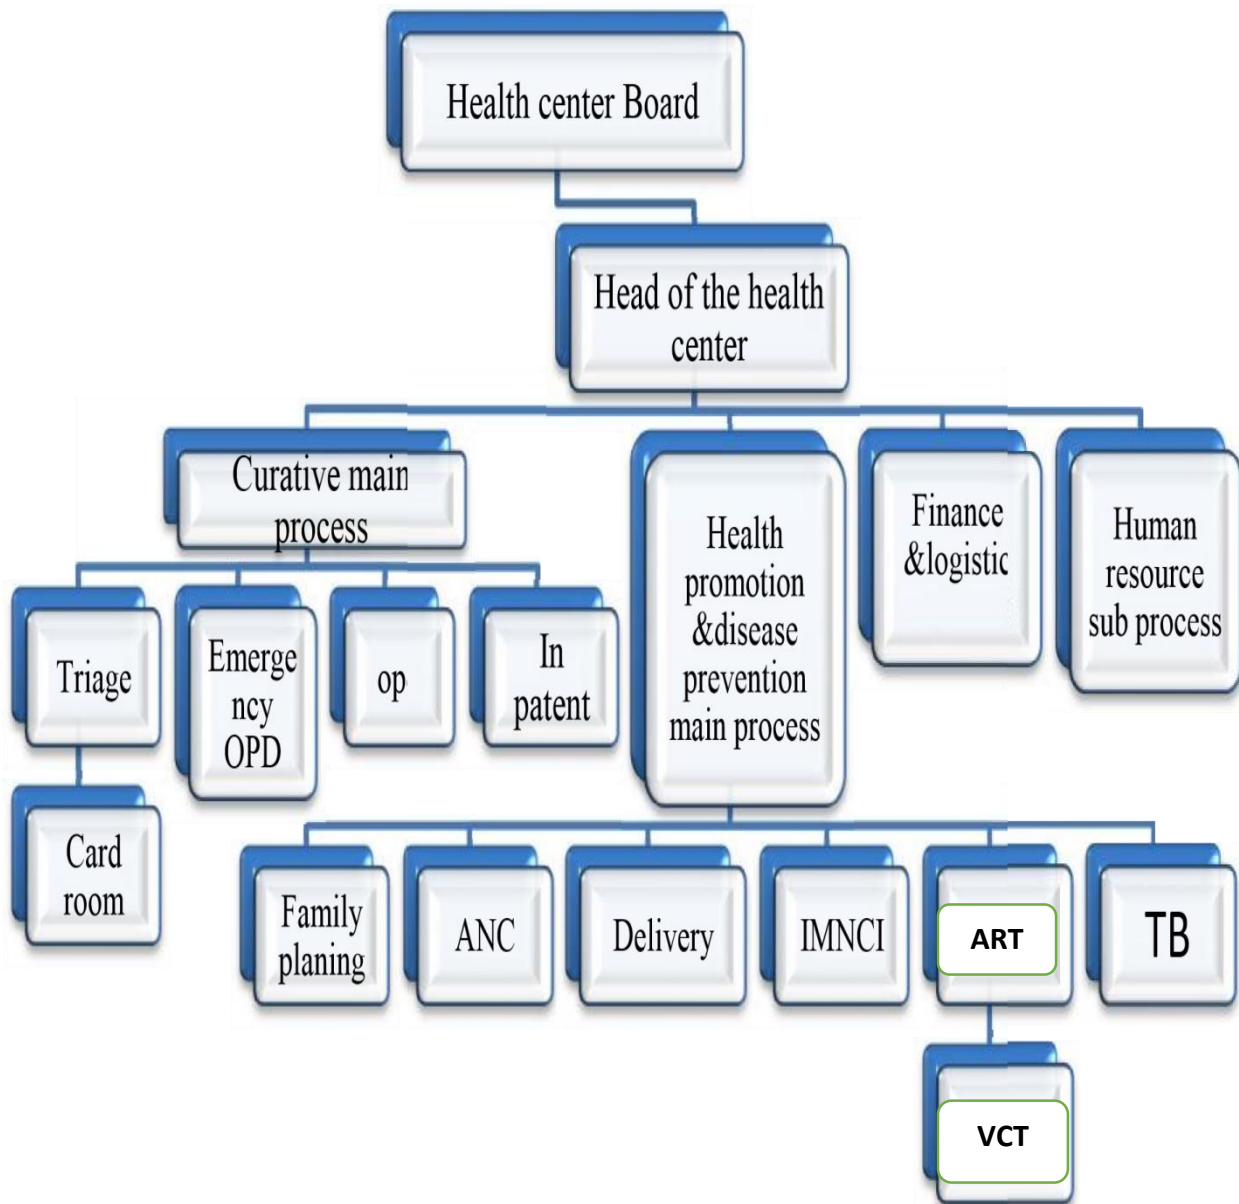 Health center Board
Head of the health
center
Curative main
process
Health
promotion
&disease
prevention
main process
Finance
&logistic
Human
resource
sub process
Triage
Emerge
ncy
OPD
op
In
patent
Card
room
Family
planing
ANC
Delivery
IMNCI
ART
TB
VCT